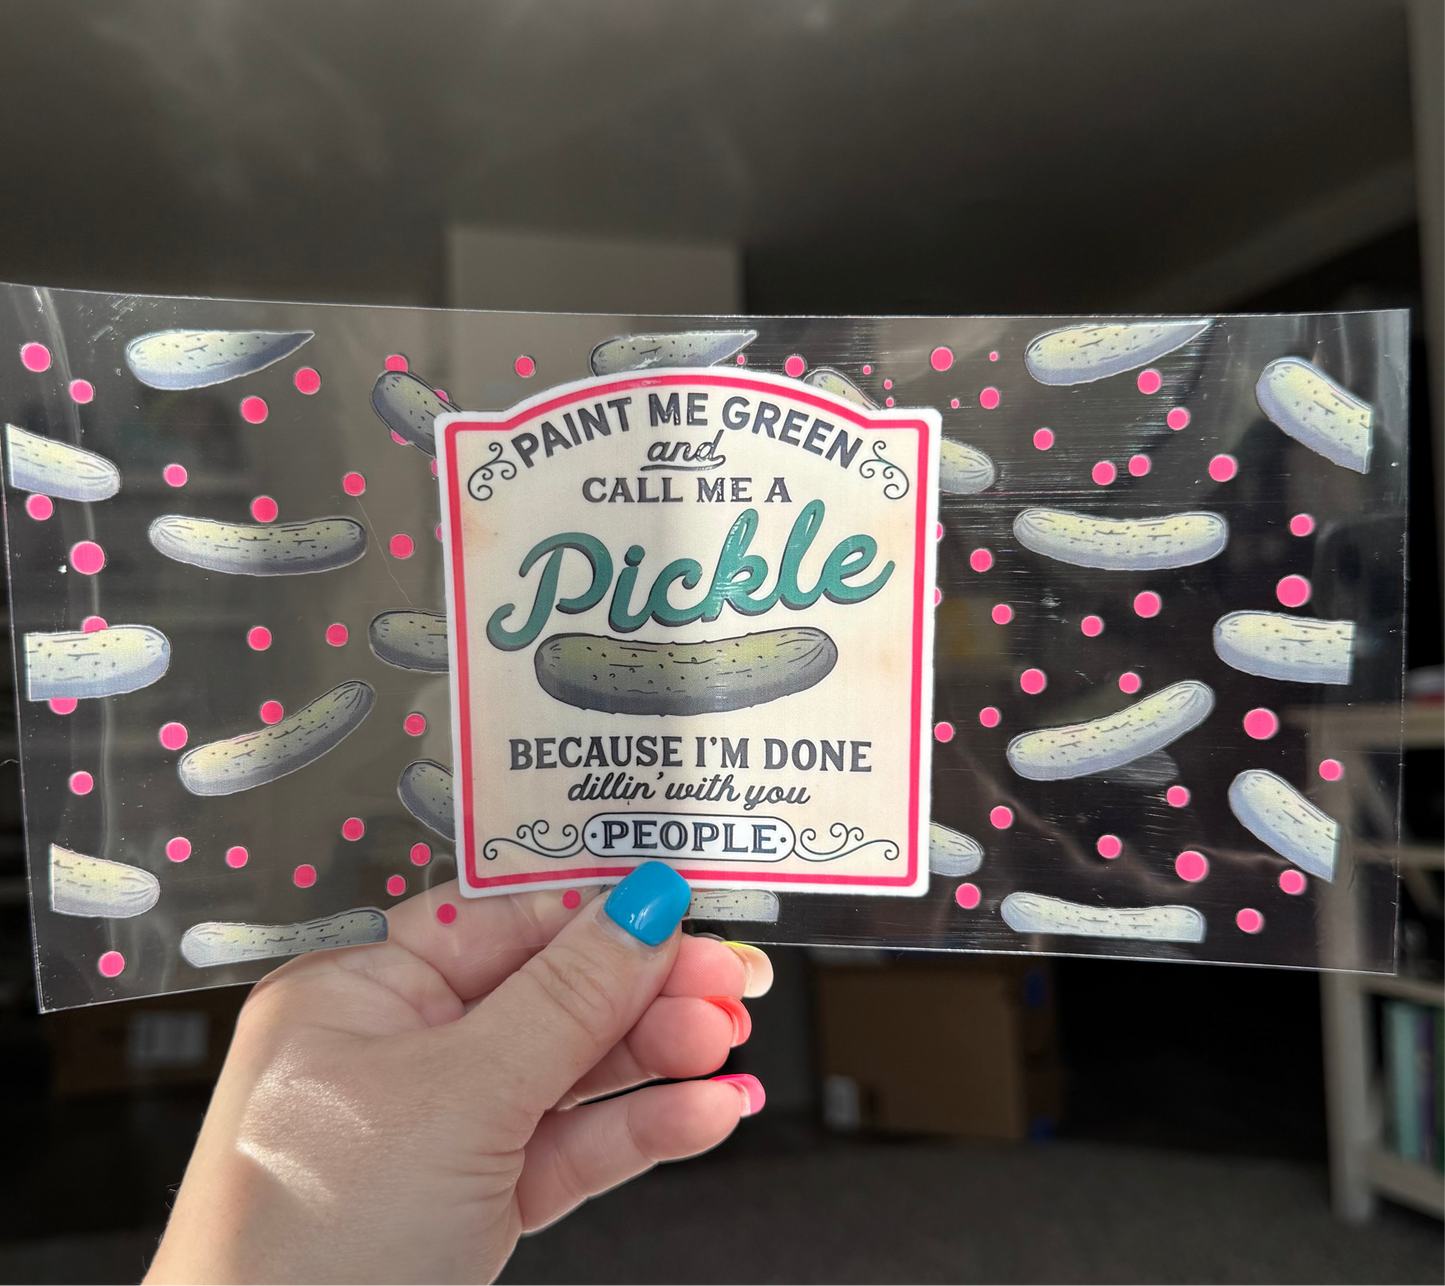 PAINT ME GREEN
and
CALL ME A
Pickle
BECAUSE I'M DONE
dillin' with you
·PEOPLE·